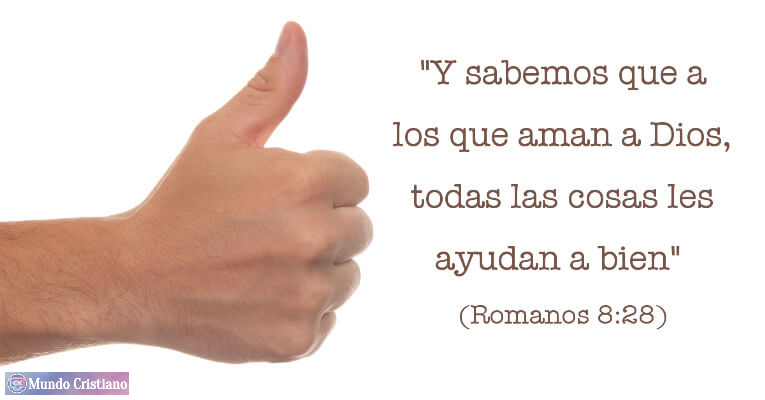 "Y sabemos que a
los que aman a Dios,
todas las cosas les
ayudan a bien"
(Romanos 8:28)
Mundo Cristiano